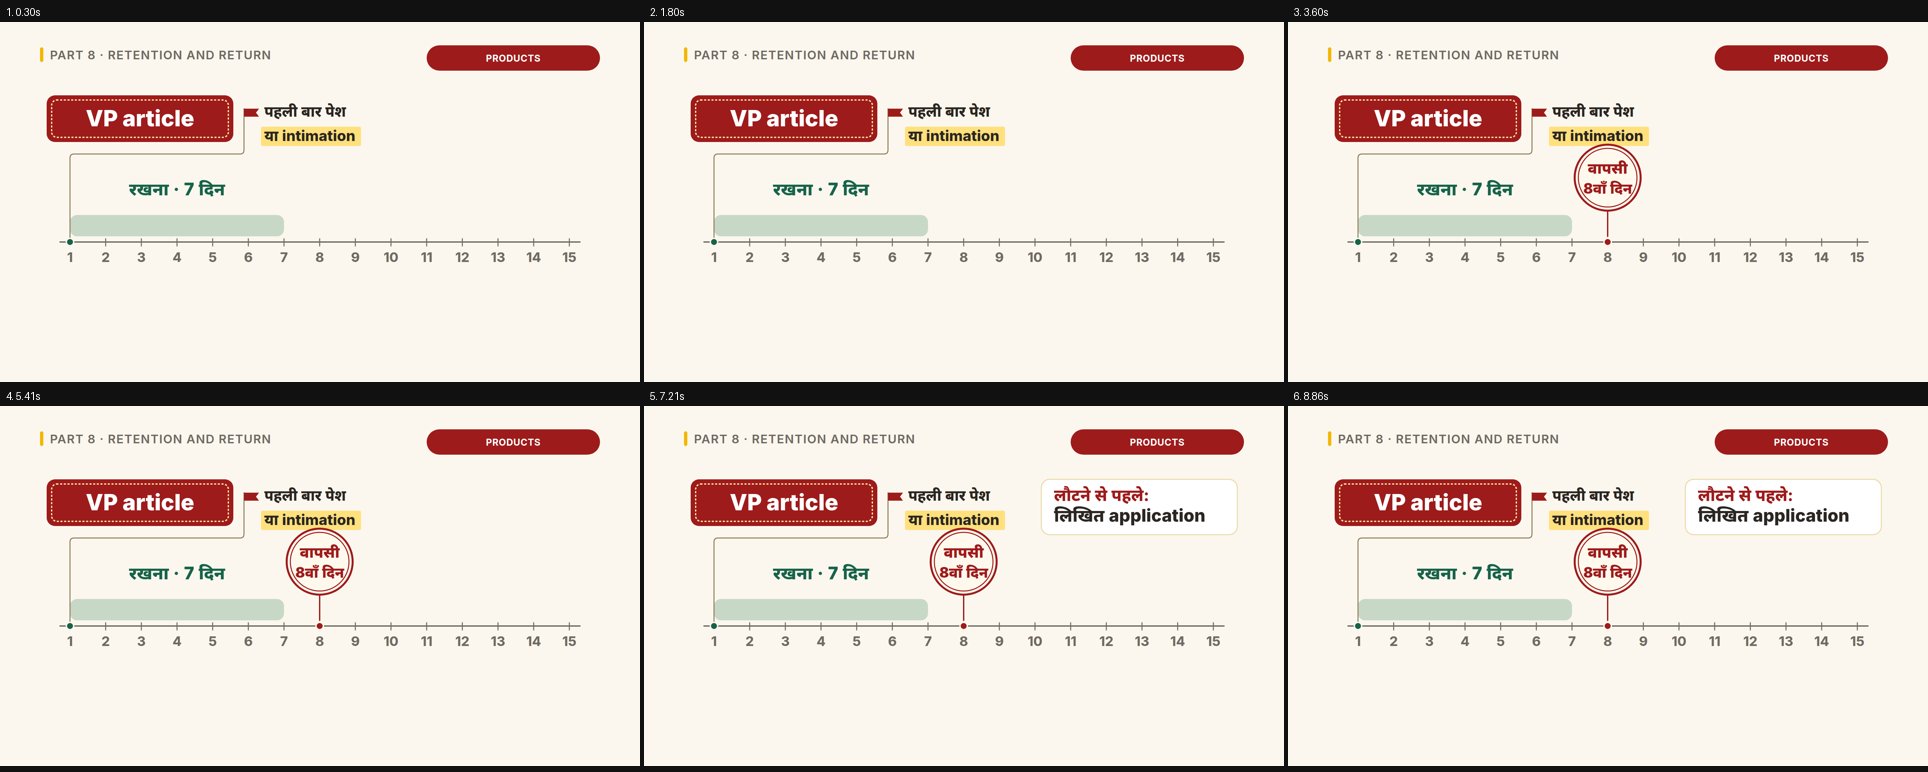 1. 0.30s
PART 8 · RETENTION AND RETURN
PRODUCTS
VP article
पहली बार पेश
या intimation
रखना · 7 दिन
1 2 3 4 5 6 7 8 9 10 11 12 13 14 15
2. 1.80s
PART 8 · RETENTION AND RETURN
PRODUCTS
VP article
पहली बार पेश
या intimation
रखना · 7 दिन
1 2 3 4 5 6 7 8 9 10 11 12 13 14 15
3. 3.60s
PART 8 · RETENTION AND RETURN
PRODUCTS
VP article
पहली बार पेश
या intimation
वापसी
8वाँ दिन
रखना · 7 दिन
1 2 3 4 5 6 7 8 9 10 11 12 13 14 15
4. 5.41s
PART 8 · RETENTION AND RETURN
PRODUCTS
VP article
पहली बार पेश
या intimation
वापसी
8वाँ दिन
रखना · 7 दिन
1 2 3 4 5 6 7 8 9 10 11 12 13 14 15
5. 7.21s
PART 8 · RETENTION AND RETURN
PRODUCTS
VP article
पहली बार पेश
या intimation
लौटने से पहले:
लिखित application
वापसी
8वाँ दिन
रखना · 7 दिन
1 2 3 4 5 6 7 8 9 10 11 12 13 14 15
6. 8.86s
PART 8 · RETENTION AND RETURN
PRODUCTS
VP article
पहली बार पेश
या intimation
लौटने से पहले:
लिखित application
वापसी
8वाँ दिन
रखना · 7 दिन
1 2 3 4 5 6 7 8 9 10 11 12 13 14 15